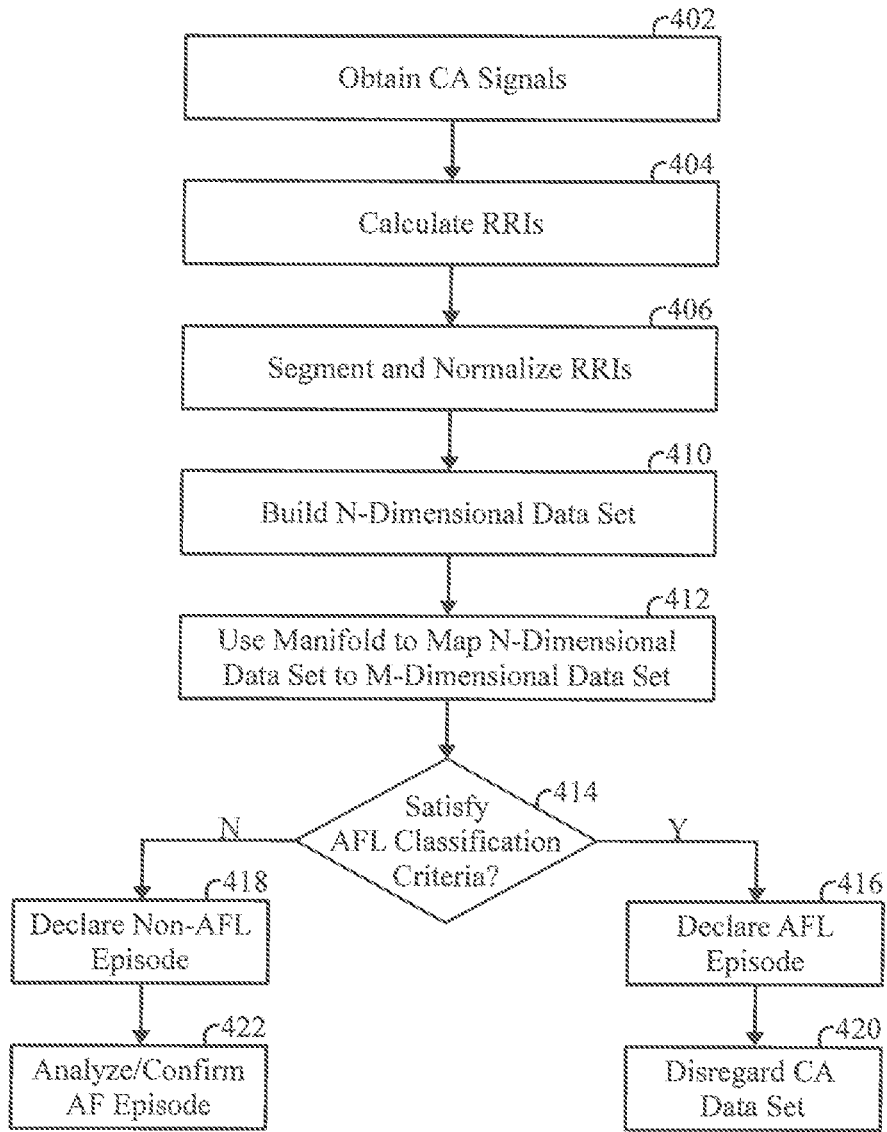 402
Obtain CA Signals
404
Calculate RRIs
406
Segment and Normalize RRIs
410
Build N-Dimensional Data Set
412
Use Manifold to Map N-Dimensional
Data Set to M-Dimensional Data Set
414
Satisfy
AFL Classification
Criteria?
N
Y
418
Declare Non-AFL
Episode
416
Declare AFL
Episode
422
Analyze/Confirm
AF Episode
420
Disregard CA
Data Set